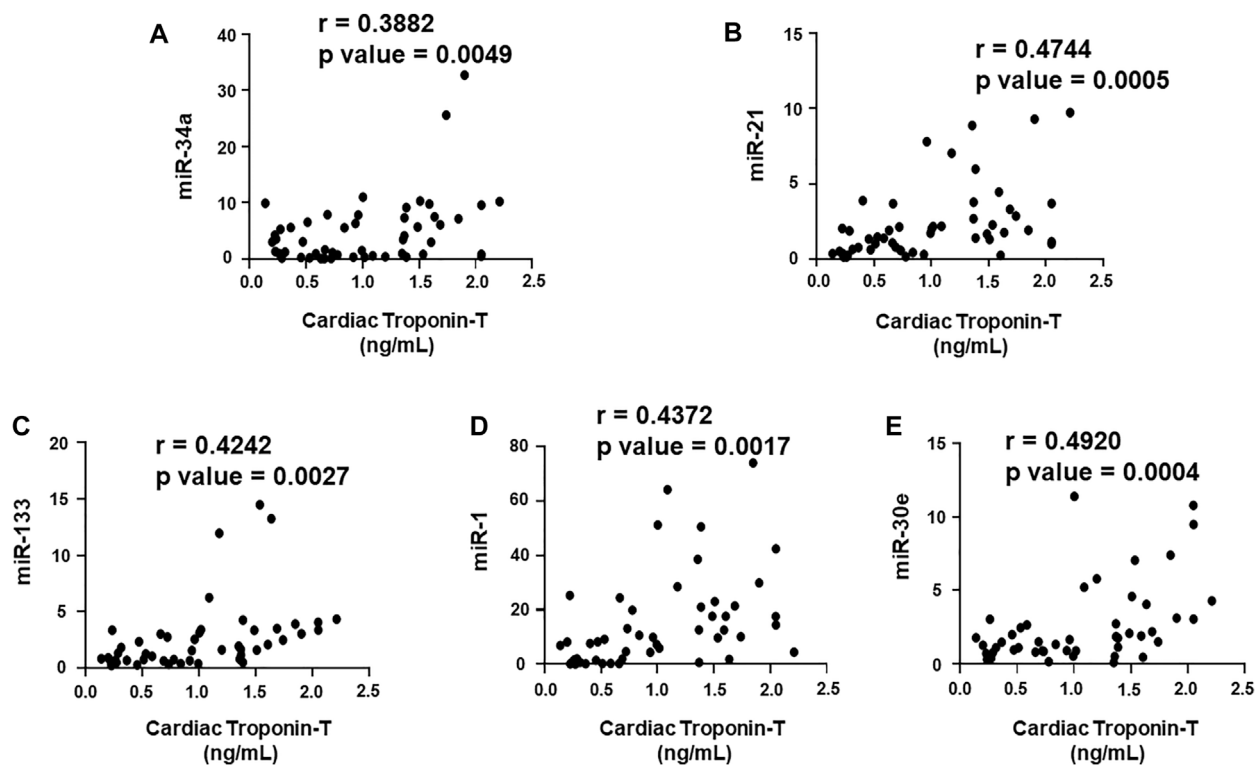 A
r = 0.3882
p value = 0.0049
miR-34a
40
30
20
10
0
0.0 0.5 1.0 1.5 2.0 2.5
Cardiac Troponin-T
(ng/mL)
B
r = 0.4744
p value = 0.0005
miR-21
15
10
5
0
0.0 0.5 1.0 1.5 2.0 2.5
Cardiac Troponin-T
(ng/mL)
C
r = 0.4242
p value = 0.0027
miR-133
20
15
10
5
0
0.0 0.5 1.0 1.5 2.0 2.5
Cardiac Troponin-T
(ng/mL)
D
r = 0.4372
p value = 0.0017
miR-1
80
60
40
20
0
0.0 0.5 1.0 1.5 2.0 2.5
Cardiac Troponin-T
(ng/mL)
E
r = 0.4920
p value = 0.0004
miR-30e
15
10
5
0
0.0 0.5 1.0 1.5 2.0 2.5
Cardiac Troponin-T
(ng/mL)